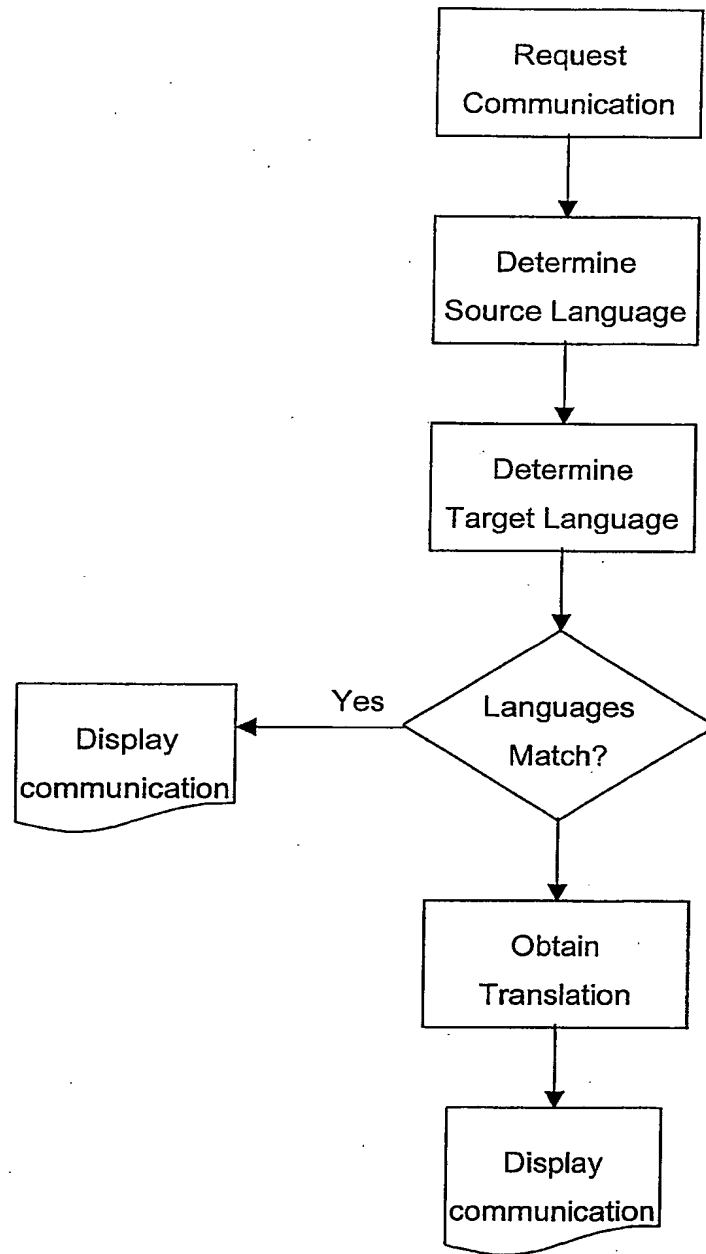 Request
Communication
Determine
Source Language
Determine
Target Language
Languages
Match?
Yes
Display
communication
Obtain
Translation
Display
communication